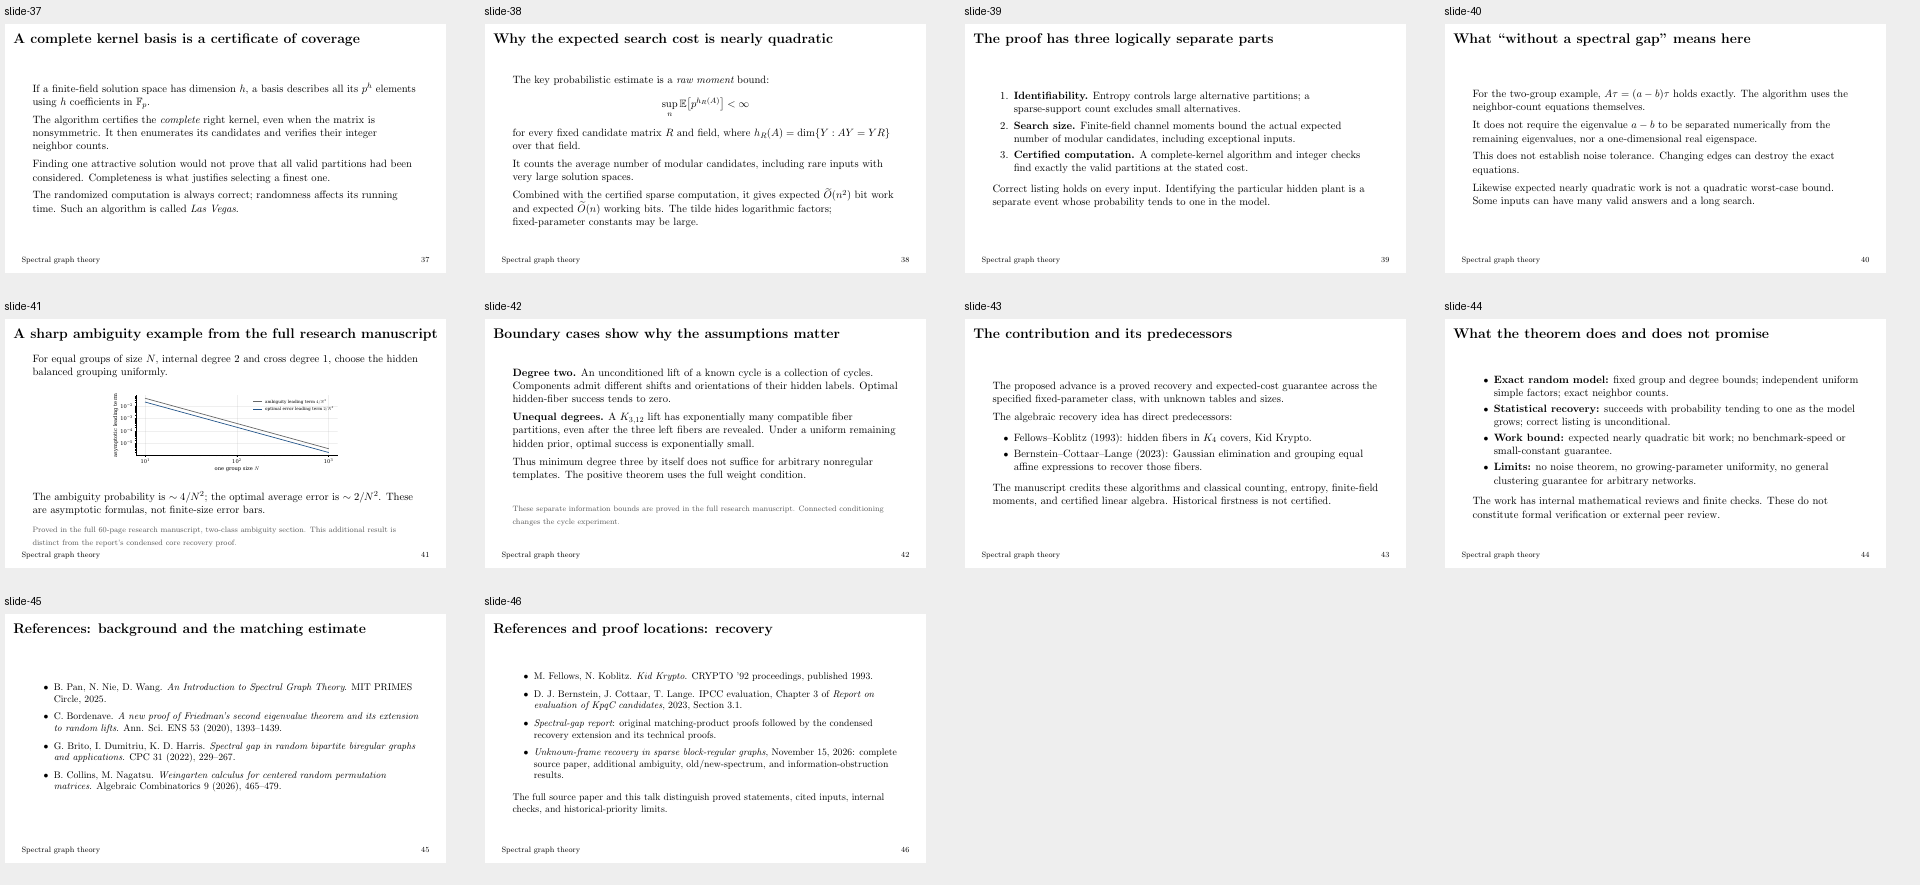 slide-37
A complete kernel basis is a certificate of coverage
If a finite-field solution space has dimension h, a basis describes all its pʰ elements
using h coefficients in 𝔽ₚ.
The algorithm certifies the complete right kernel, even when the matrix is
nonsymmetric. It then enumerates its candidates and verifies their integer
neighbor counts.
Finding one attractive solution would not prove that all valid partitions had been
considered. Completeness is what justifies selecting a finest one.
The randomized computation is always correct; randomness affects its running
time. Such an algorithm is called Las Vegas.
Spectral graph theory 37
slide-38
Why the expected search cost is nearly quadratic
The key probabilistic estimate is a raw moment bound:
sup 𝔼[p^{h_R(A)}] < ∞
n
for every fixed candidate matrix R and field, where h_R(A) = dim{Y : AY = YR}
over that field.
It counts the average number of modular candidates, including rare inputs with
very large solution spaces.
Combined with the certified sparse computation, it gives expected Õ(n²) bit work
and expected Õ(n) working bits. The tilde hides logarithmic factors;
fixed-parameter constants may be large.
Spectral graph theory 38
slide-39
The proof has three logically separate parts
1. Identifiability. Entropy controls large alternative partitions; a
sparse-support count excludes small alternatives.
2. Search size. Finite-field channel moments bound the actual expected
number of modular candidates, including exceptional inputs.
3. Certified computation. A complete-kernel algorithm and integer checks
find exactly the valid partitions at the stated cost.
Correct listing holds on every input. Identifying the particular hidden plant is a
separate event whose probability tends to one in the model.
Spectral graph theory 39
slide-40
What “without a spectral gap” means here
For the two-group example, Aτ = (a − b)τ holds exactly. The algorithm uses the
neighbor-count equations themselves.
It does not require the eigenvalue a − b to be separated numerically from the
remaining eigenvalues, nor a one-dimensional real eigenspace.
This does not establish noise tolerance. Changing edges can destroy the exact
equations.
Likewise expected nearly quadratic work is not a quadratic worst-case bound.
Some inputs can have many valid answers and a long search.
Spectral graph theory 40
slide-41
A sharp ambiguity example from the full research manuscript
For equal groups of size N, internal degree 2 and cross degree 1, choose the hidden
balanced grouping uniformly.
asymptotic leading term
10⁻²
10⁻³
10⁻⁴
10⁻⁵
ambiguity leading term 4/N²
optimal error leading term 2/N²
10¹ 10² 10³
one group size N
The ambiguity probability is ∼ 4/N²; the optimal average error is ∼ 2/N². These
are asymptotic formulas, not finite-size error bars.
Proved in the full 60-page research manuscript, two-class ambiguity section. This additional result is
distinct from the report's condensed core recovery proof.
Spectral graph theory 41
slide-42
Boundary cases show why the assumptions matter
Degree two. An unconditioned lift of a known cycle is a collection of cycles.
Components admit different shifts and orientations of their hidden labels. Optimal
hidden-fiber success tends to zero.
Unequal degrees. A K₃,₁₂ lift has exponentially many compatible fiber
partitions, even after the three left fibers are revealed. Under a uniform remaining
hidden prior, optimal success is exponentially small.
Thus minimum degree three by itself does not suffice for arbitrary nonregular
templates. The positive theorem uses the full weight condition.
These separate information bounds are proved in the full research manuscript. Connected conditioning
changes the cycle experiment.
Spectral graph theory 42
slide-43
The contribution and its predecessors
The proposed advance is a proved recovery and expected-cost guarantee across the
specified fixed-parameter class, with unknown tables and sizes.
The algebraic recovery idea has direct predecessors:
• Fellows–Koblitz (1993): hidden fibers in K₄ covers, Kid Krypto.
• Bernstein–Cottaar–Lange (2023): Gaussian elimination and grouping equal
affine expressions to recover those fibers.
The manuscript credits these algorithms and classical counting, entropy, finite-field
moments, and certified linear algebra. Historical firstness is not certified.
Spectral graph theory 43
slide-44
What the theorem does and does not promise
• Exact random model: fixed group and degree bounds; independent uniform
simple factors; exact neighbor counts.
• Statistical recovery: succeeds with probability tending to one as the model
grows; correct listing is unconditional.
• Work bound: expected nearly quadratic bit work; no benchmark-speed or
small-constant guarantee.
• Limits: no noise theorem, no growing-parameter uniformity, no general
clustering guarantee for arbitrary networks.
The work has internal mathematical reviews and finite checks. These do not
constitute formal verification or external peer review.
Spectral graph theory 44
slide-45
References: background and the matching estimate
• B. Pan, N. Nie, D. Wang. An Introduction to Spectral Graph Theory. MIT PRIMES
Circle, 2025.
• C. Bordenave. A new proof of Friedman's second eigenvalue theorem and its extension
to random lifts. Ann. Sci. ENS 53 (2020), 1393–1439.
• G. Brito, I. Dumitriu, K. D. Harris. Spectral gap in random bipartite biregular graphs
and applications. CPC 31 (2022), 229–267.
• B. Collins, M. Nagatsu. Weingarten calculus for centered random permutation
matrices. Algebraic Combinatorics 9 (2026), 465–479.
Spectral graph theory 45
slide-46
References and proof locations: recovery
• M. Fellows, N. Koblitz. Kid Krypto. CRYPTO '92 proceedings, published 1993.
• D. J. Bernstein, J. Cottaar, T. Lange. IPCC evaluation, Chapter 3 of Report on
evaluation of KpqC candidates, 2023, Section 3.1.
• Spectral-gap report: original matching-product proofs followed by the condensed
recovery extension and its technical proofs.
• Unknown-frame recovery in sparse block-regular graphs, November 15, 2026: complete
source paper, additional ambiguity, old/new-spectrum, and information-obstruction
results.
The full source paper and this talk distinguish proved statements, cited inputs, internal
checks, and historical-priority limits.
Spectral graph theory 46